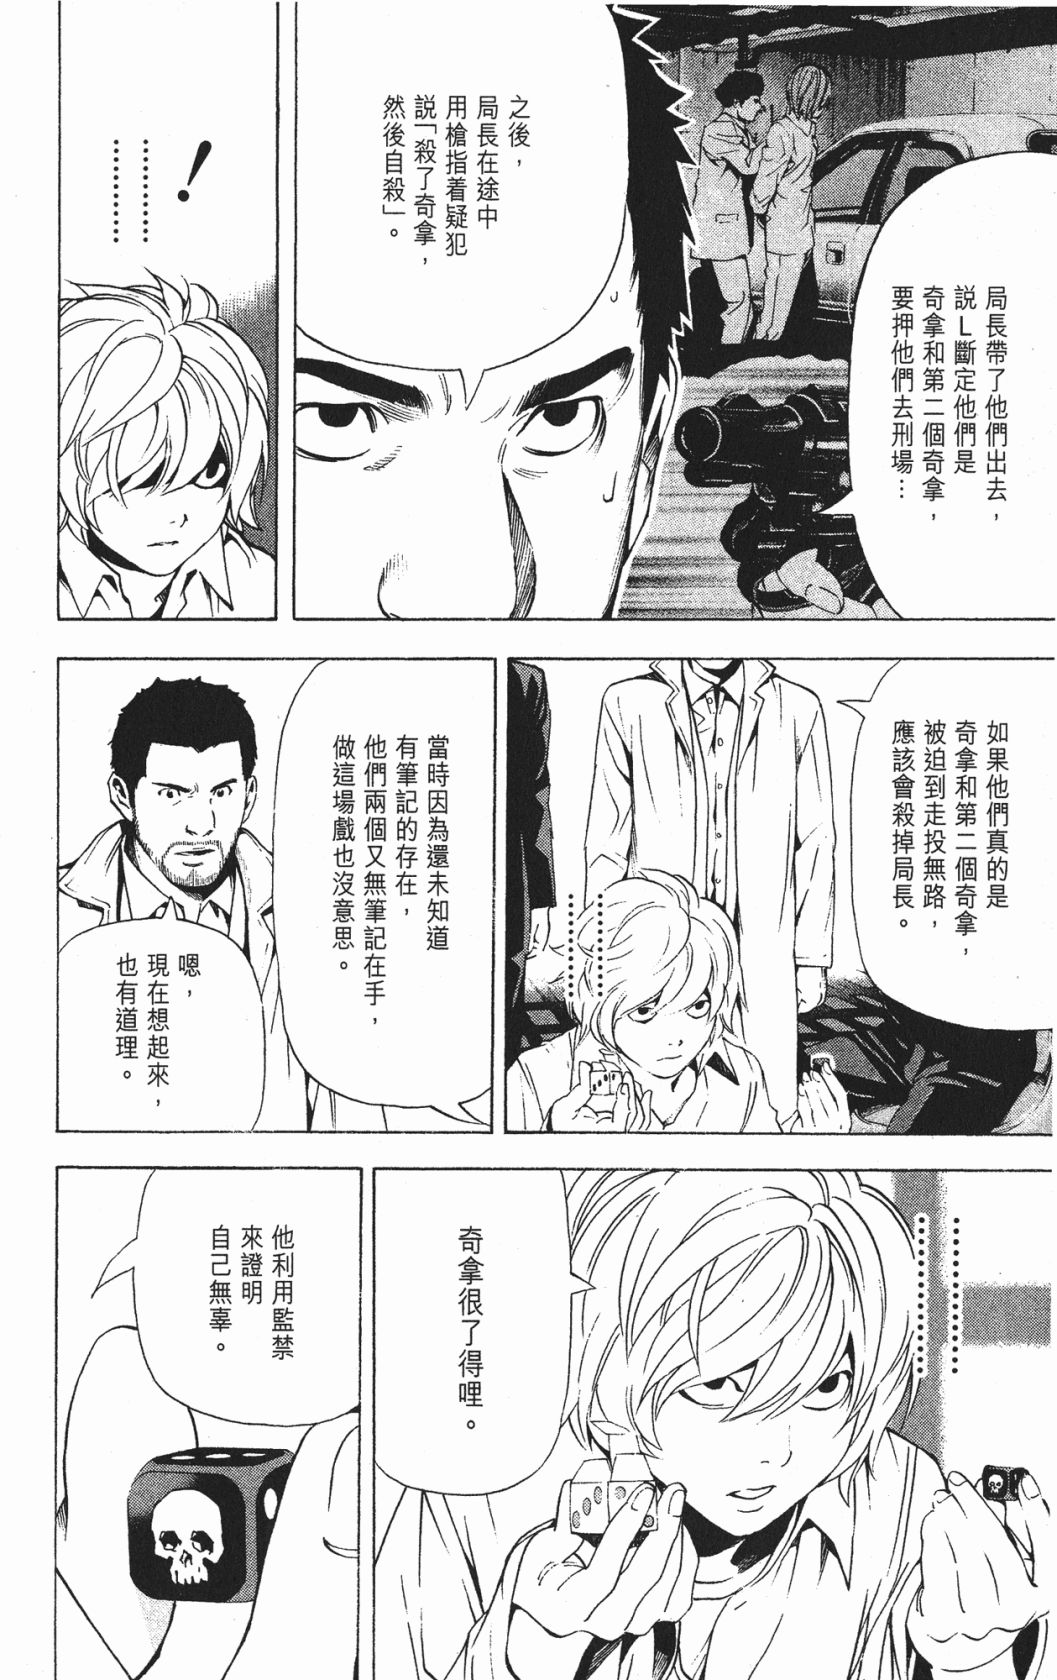 局長帶了他們出去，
説Ｌ斷定他們是
奇拿和第二個奇拿，
要押他們去刑場…
之後，
局長在途中
用槍指着疑犯
説「殺了奇拿，
然後自殺」。
！
…………
如果他們真的是
奇拿和第二個奇拿，
被迫到走投無路，
應該會殺掉局長。
…………
當時因為還未知道
有筆記的存在，
他們兩個又無筆記在手，
做這場戲也沒意思。
嗯，
現在想起來，
也有道理。
…………
奇拿很了得哩。
他利用監禁
來證明
自己無辜。